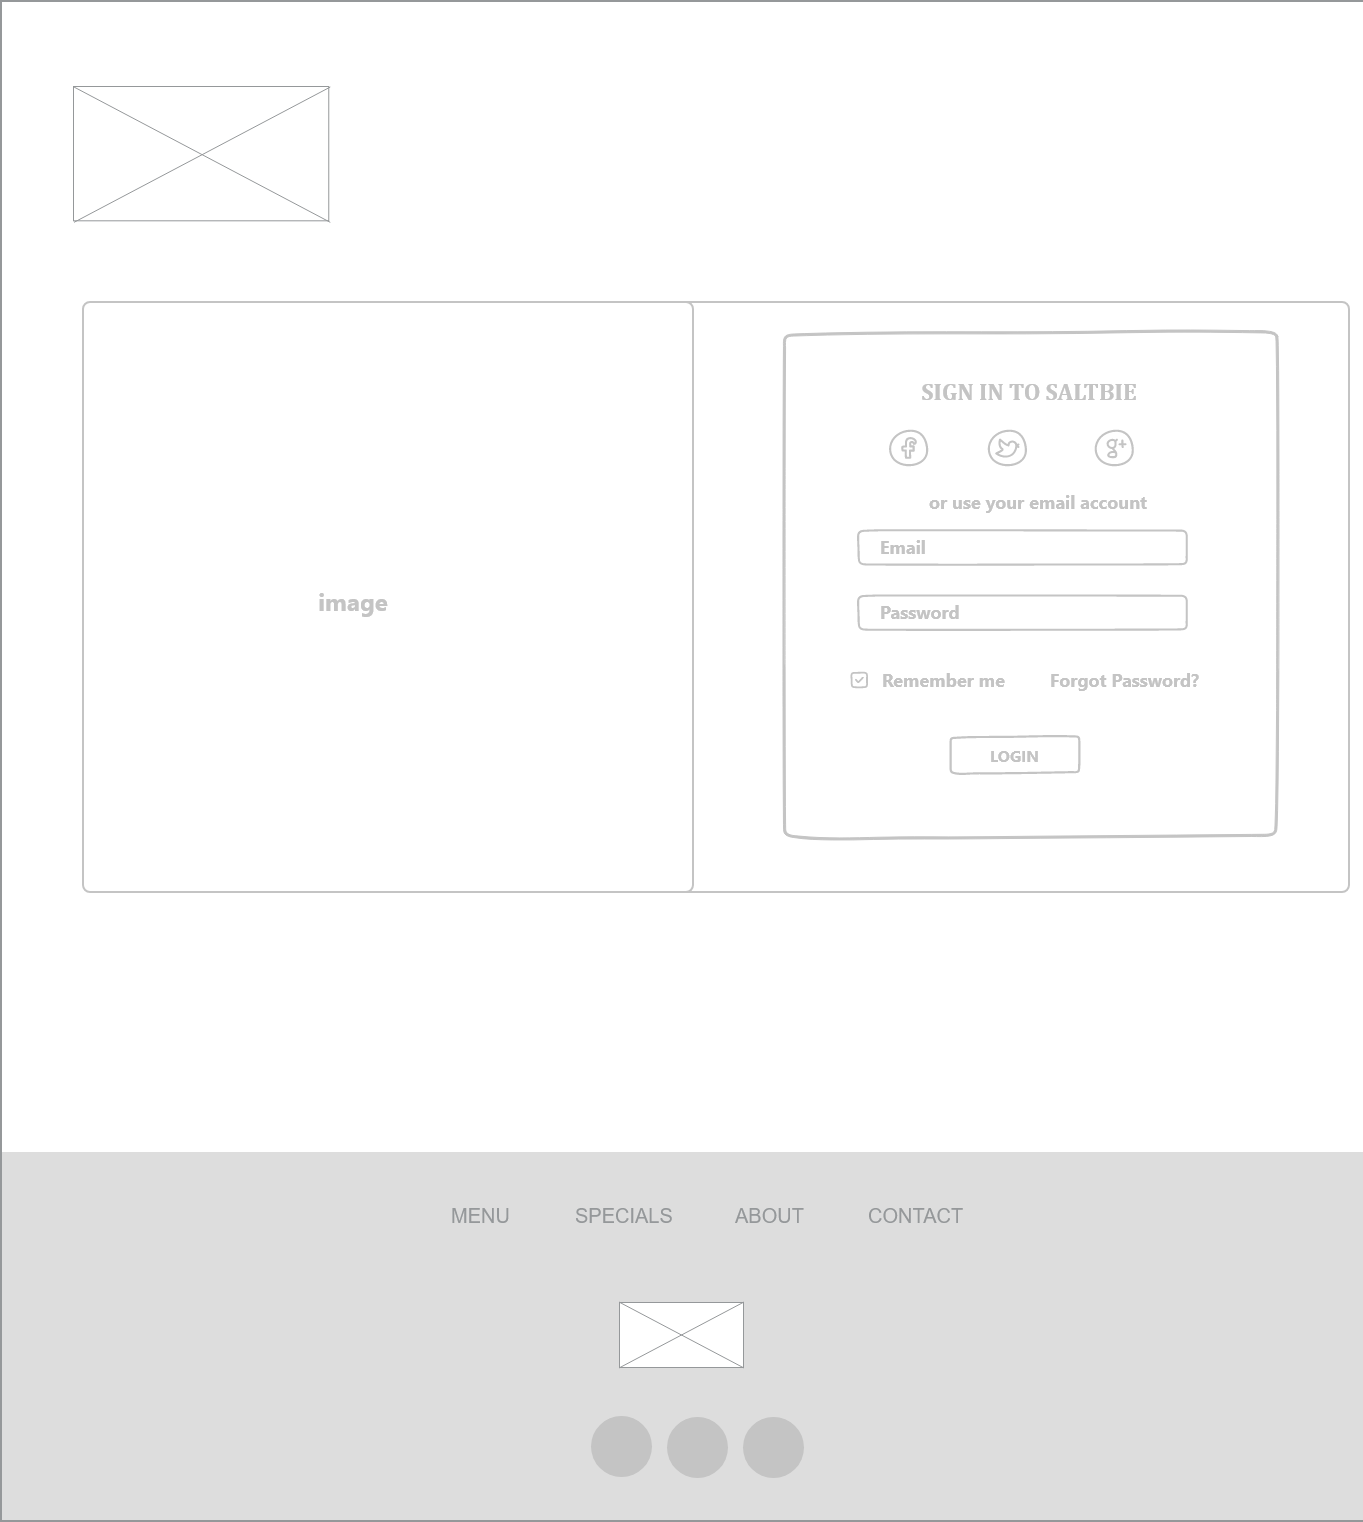 SIGN IN TO SALTBIE
or use your email account
image
Email
Password
Remember me Forgot Password?
LOGIN
MENU SPECIALS ABOUT CONTACT